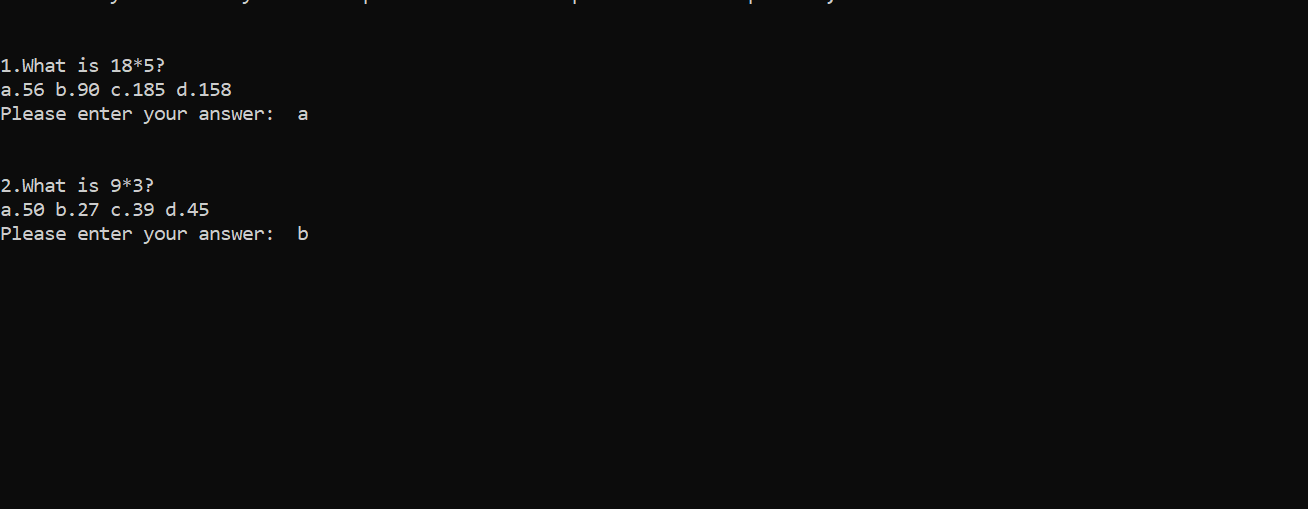 1.What is 18*5?
a.56 b.90 c.185 d.158
Please enter your answer:  a
2.What is 9*3?
a.50 b.27 c.39 d.45
Please enter your answer:  b